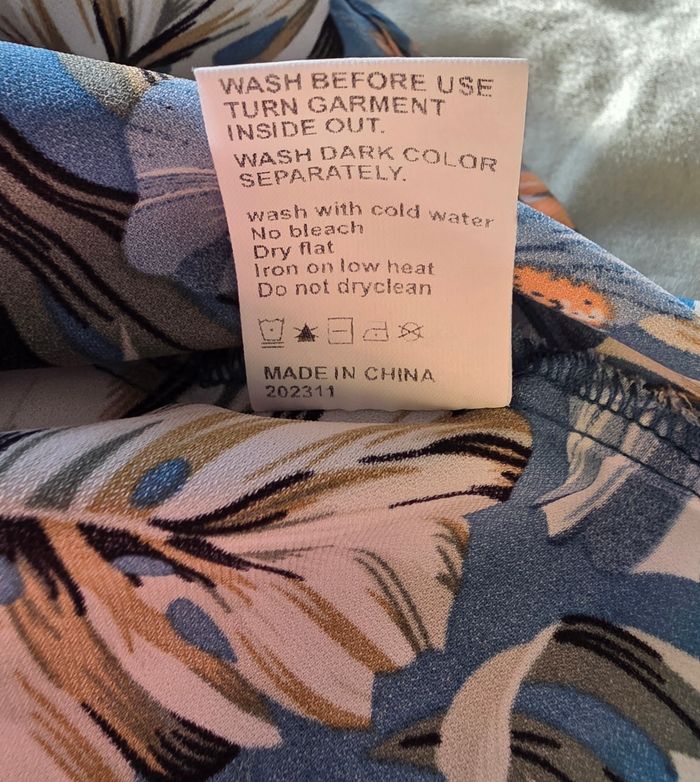 WASH BEFORE USE
TURN GARMENT
INSIDE OUT.
WASH DARK COLOR
SEPARATELY.
wash with cold water
No bleach
Dry flat
Iron on low heat
Do not dryclean
MADE IN CHINA
202311